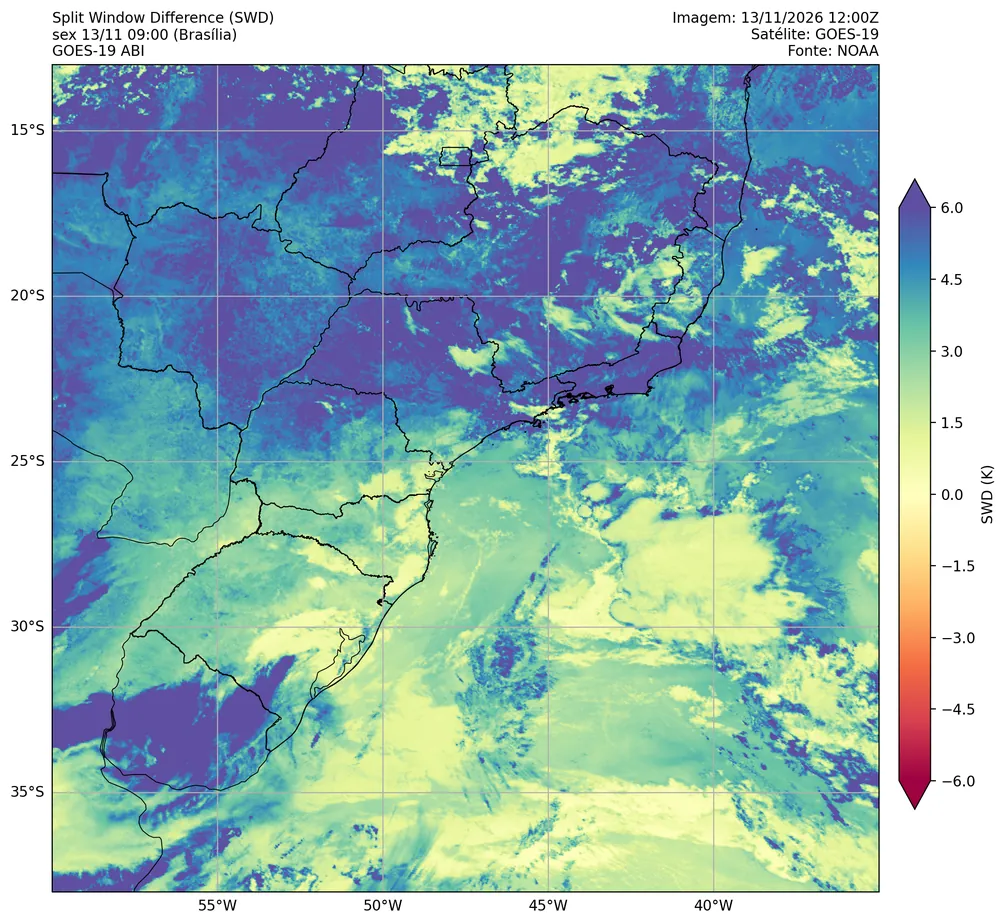 Split Window Difference (SWD)
sex 13/11 09:00 (Brasília)
GOES-19 ABI
Imagem: 13/11/2026 12:00Z
Satélite: GOES-19
Fonte: NOAA
15°S
20°S
25°S
30°S
35°S
55°W
50°W
45°W
40°W
6.0
4.5
3.0
1.5
0.0
−1.5
−3.0
−4.5
−6.0
SWD (K)